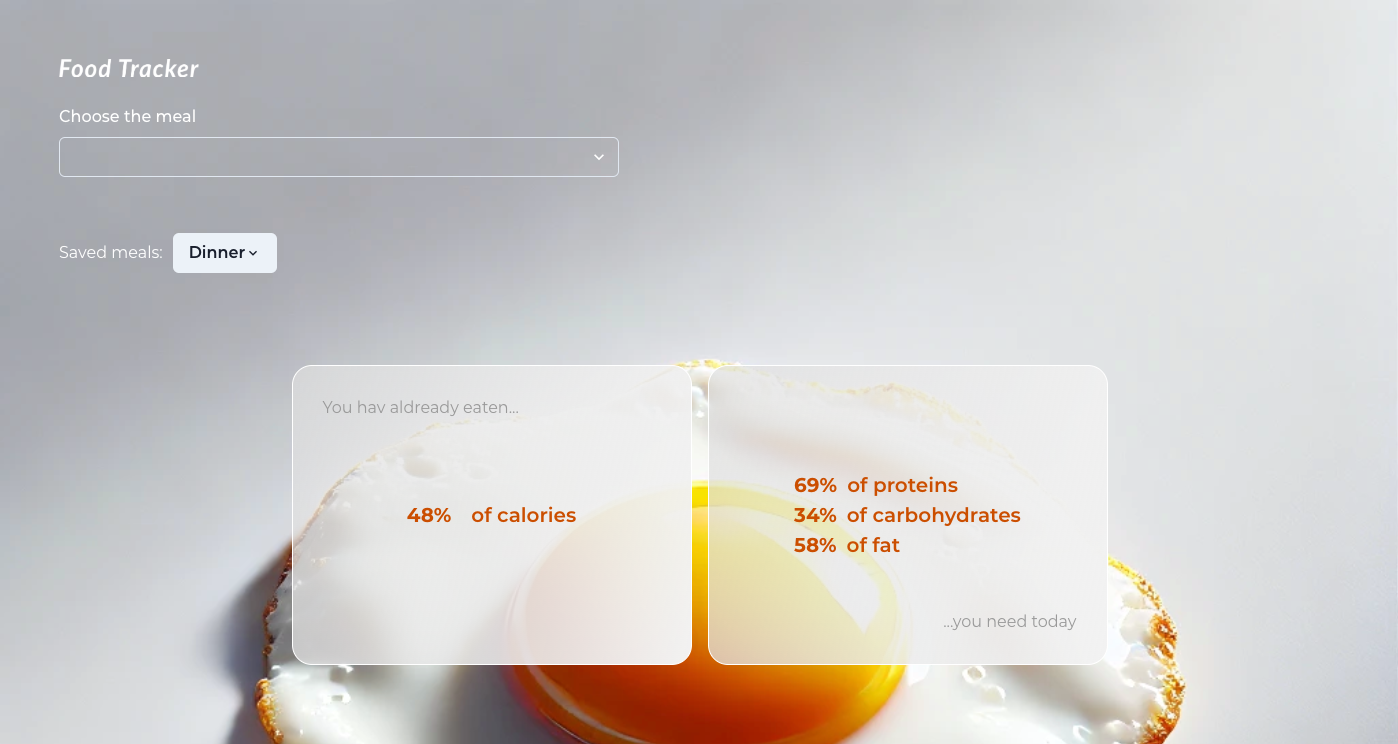 Food Tracker
Choose the meal
Saved meals: Dinner
You hav aldready eaten...
48% of calories
69% of proteins
34% of carbohydrates
58% of fat
...you need today